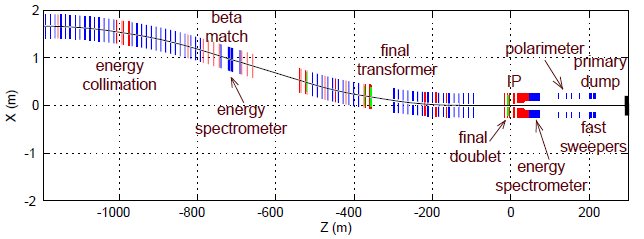 2
1
0
-1
-2
X (m)
-1000
-800
-600
-400
-200
0
200
Z (m)
energy
collimation
beta
match
energy
spectrometer
final
transformer
IP
polarimeter
primary
dump
final
doublet
energy
spectrometer
fast
sweepers